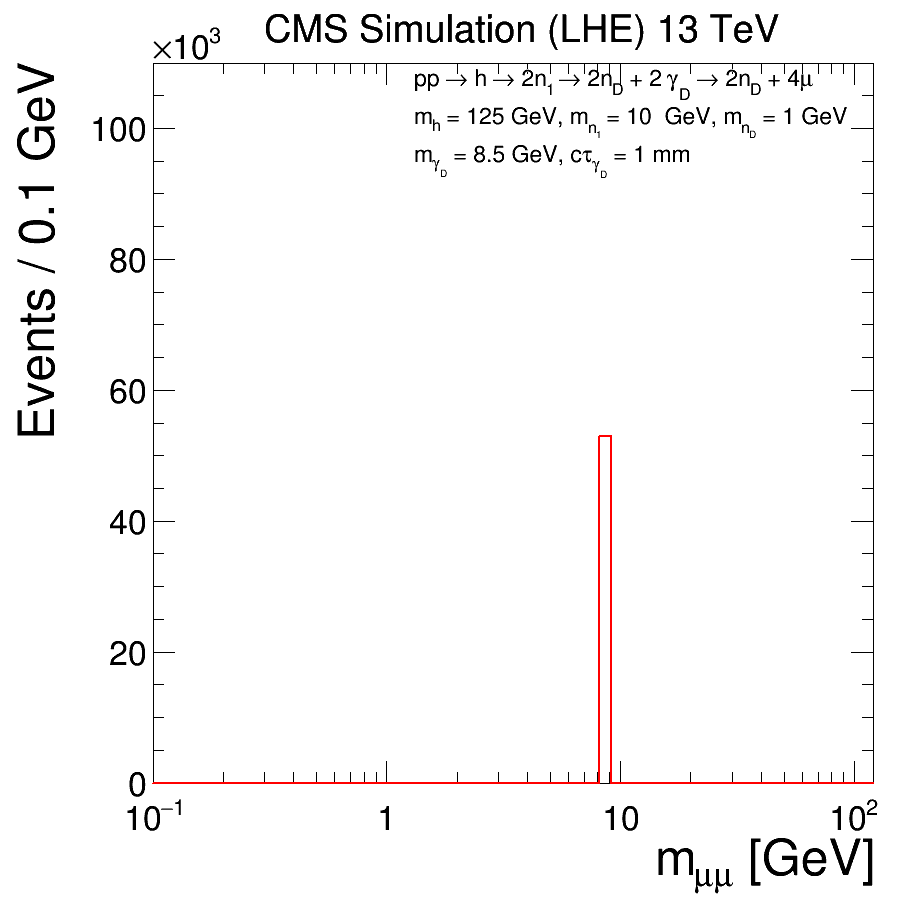 CMS Simulation (LHE) 13 TeV
×10³
Events / 0.1 GeV
pp → h → 2n₁ → 2n_D + 2 γ_D → 2n_D + 4μ
m_h = 125 GeV, m_n₁ = 10 GeV, m_n_D = 1 GeV
m_γ_D = 8.5 GeV, cτ_γ_D = 1 mm
100
80
60
40
20
0
10⁻¹ 1 10 10²
m_μμ [GeV]